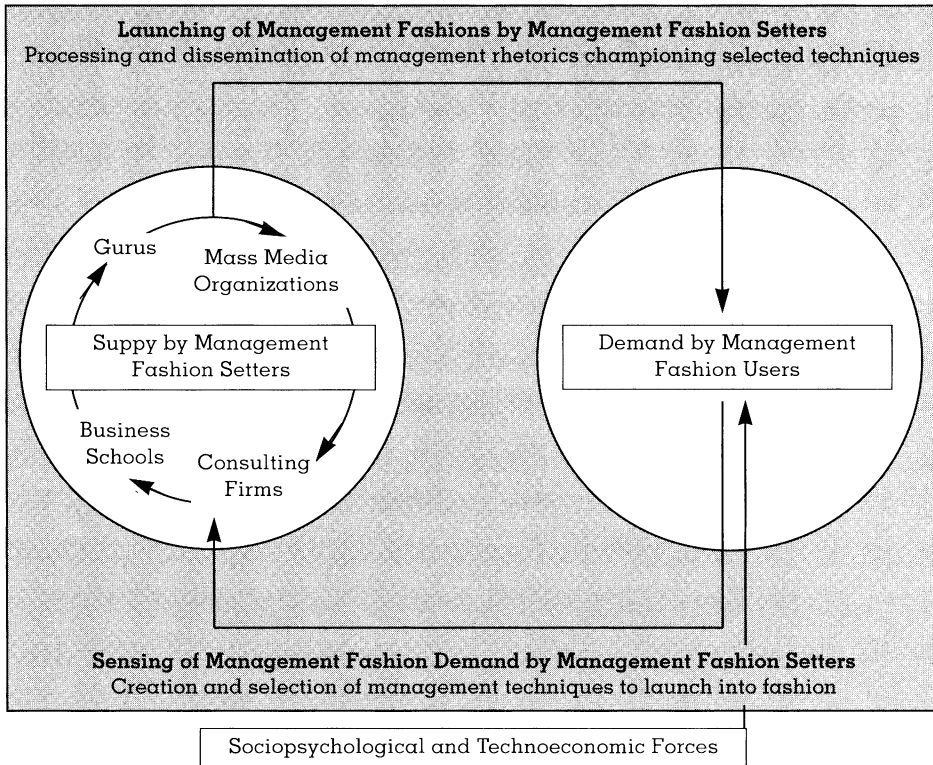 Launching of Management Fashions by Management Fashion Setters
Processing and dissemination of management rhetorics championing selected techniques
Gurus
Mass Media
Organizations
Suppy by Management
Fashion Setters
Business
Schools
Consulting
Firms
Demand by Management
Fashion Users
Sensing of Management Fashion Demand by Management Fashion Setters
Creation and selection of management techniques to launch into fashion
Sociopsychological and Technoeconomic Forces